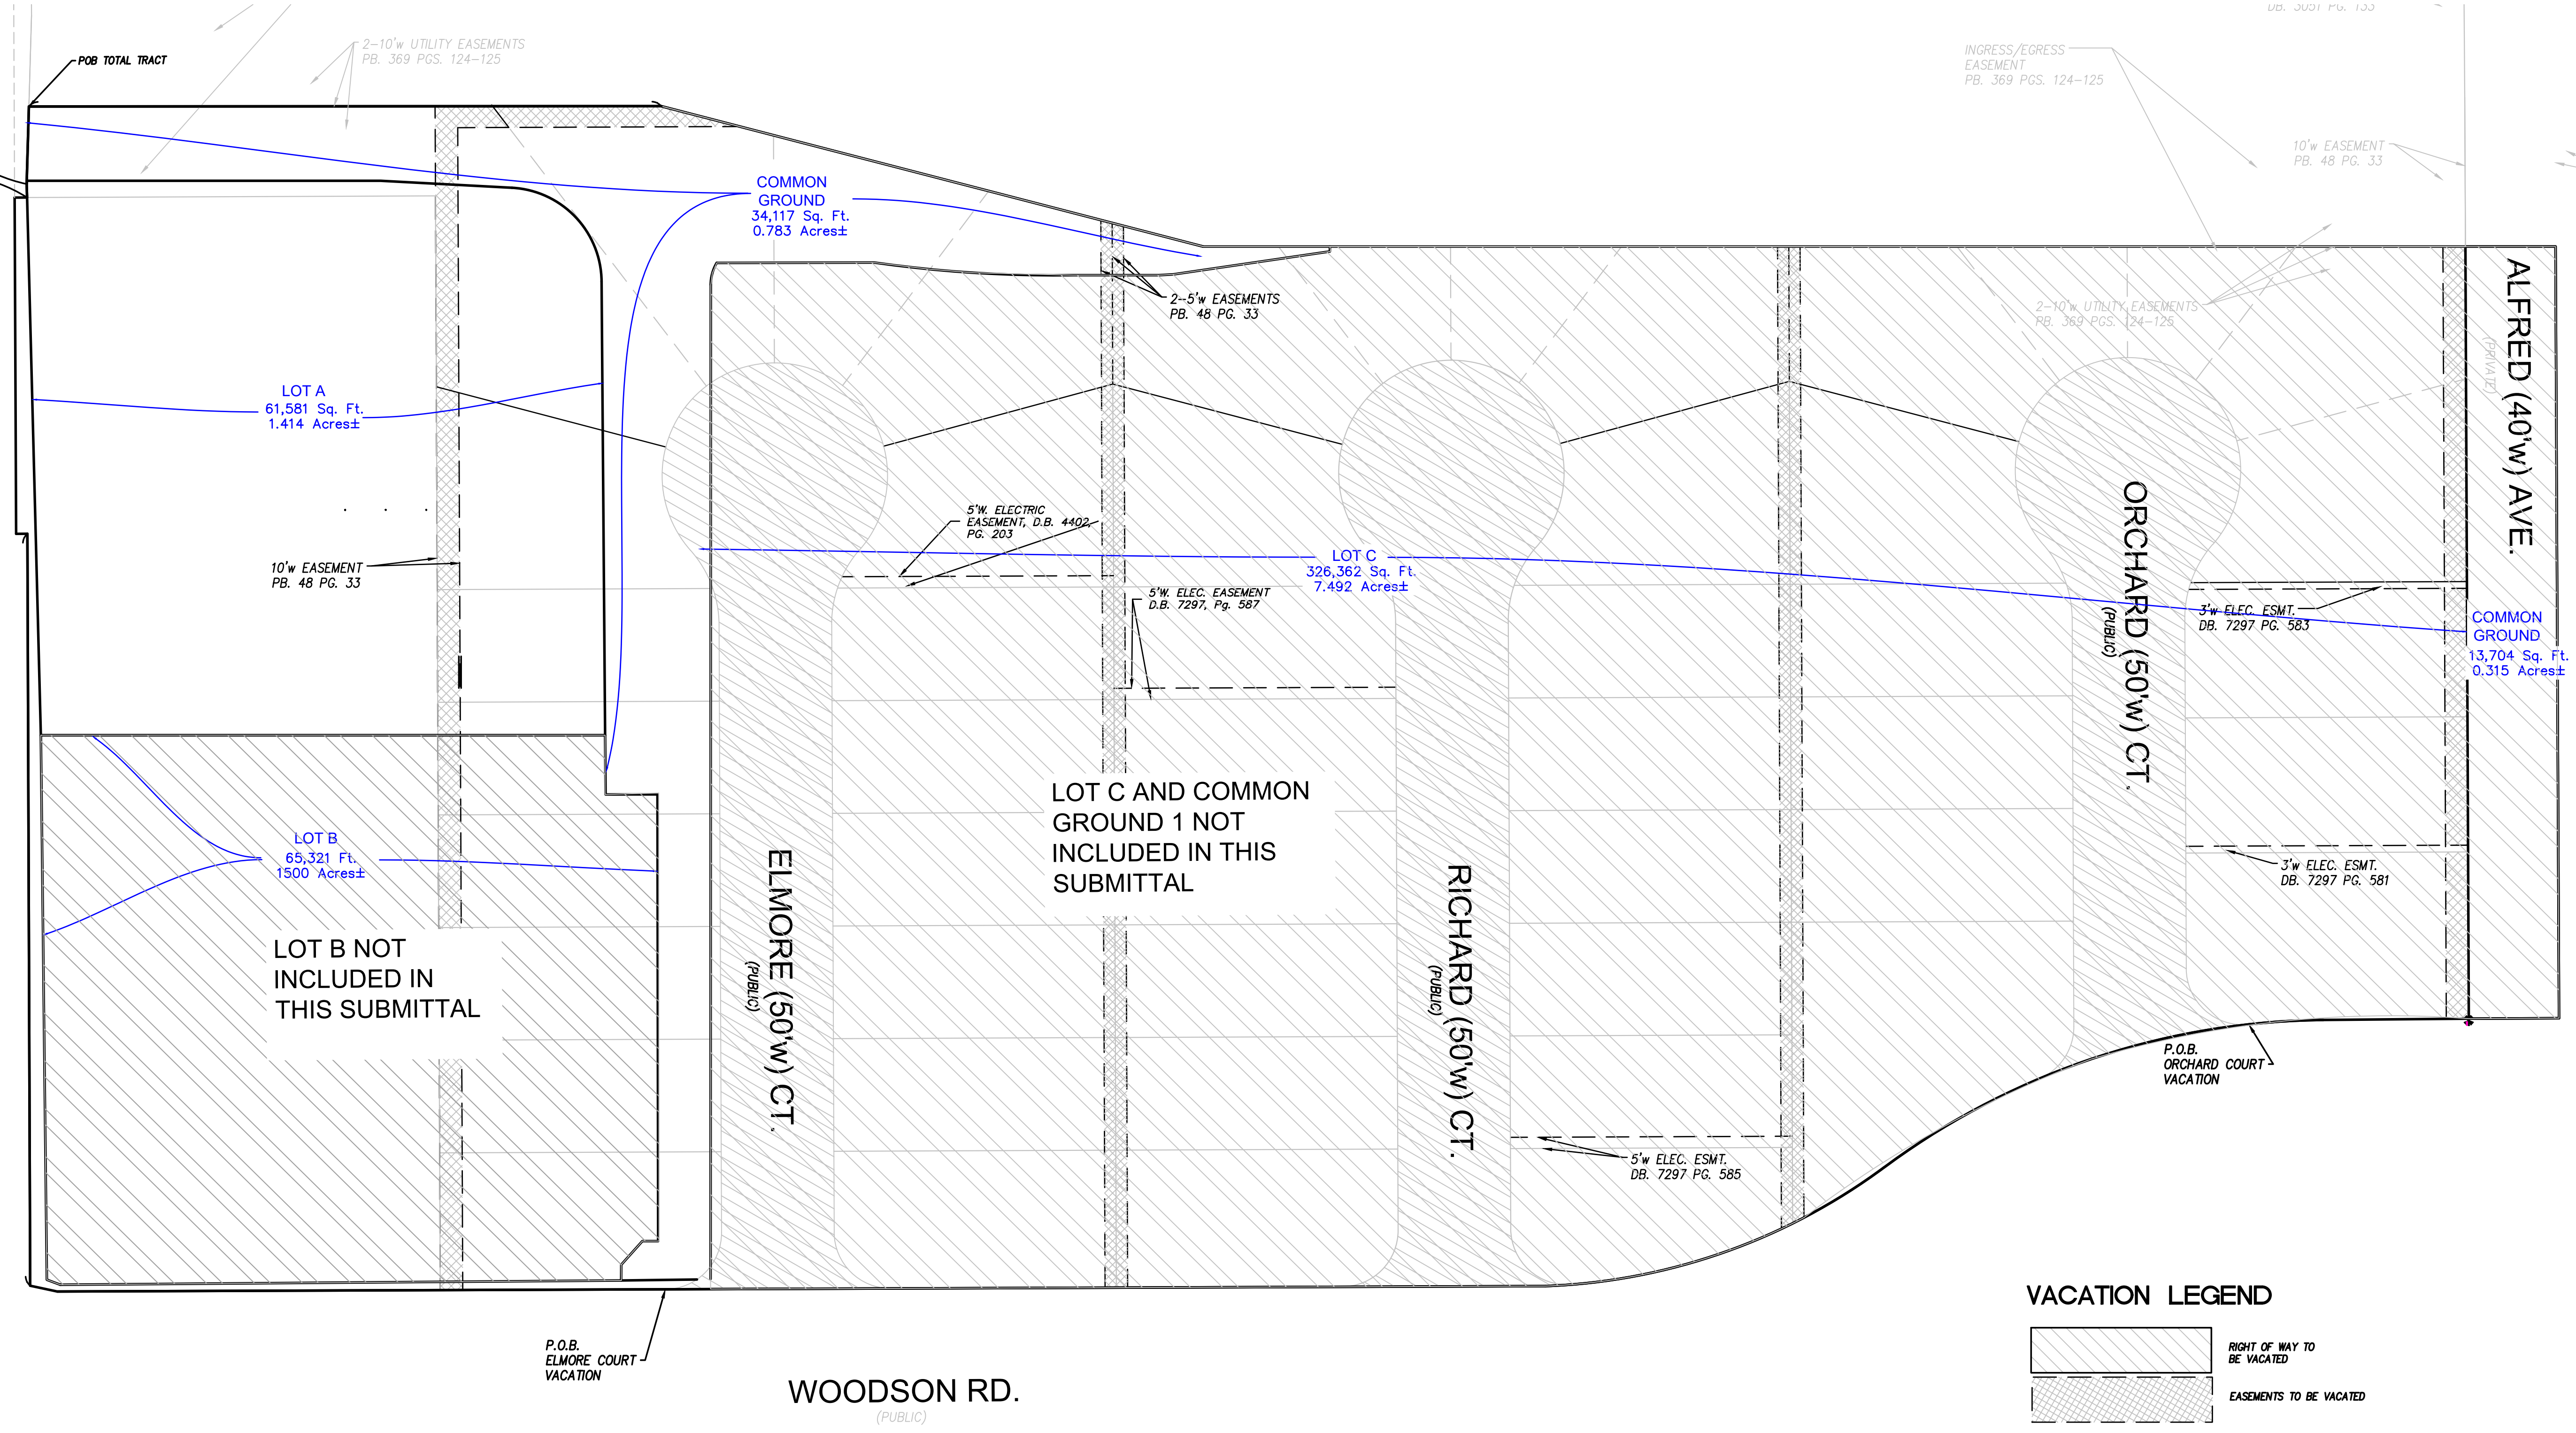 DB. 3051 PG. 133
2-10'w UTILITY EASEMENTS
PB. 369 PGS. 124-125
POB TOTAL TRACT
INGRESS/EGRESS
EASEMENT
PB. 369 PGS. 124-125
10'w EASEMENT
PB. 48 PG. 33
COMMON
GROUND
34,117 Sq. Ft.
0.783 Acres±
2--5'w EASEMENTS
PB. 48 PG. 33
2-10'w UTILITY EASEMENTS
PB. 369 PGS. 124-125
ALFRED (40'w) AVE.
(PRIVATE)
LOT A
61,581 Sq. Ft.
1.414 Acres±
10'w EASEMENT
PB. 48 PG. 33
5'W. ELECTRIC
EASEMENT, D.B. 4402,
PG. 203
LOT C
326,362 Sq. Ft.
7.492 Acres±
5'W. ELEC. EASEMENT
D.B. 7297, Pg. 587
ORCHARD (50'w) CT.
(PUBLIC)
3'w ELEC. ESMT.
DB. 7297 PG. 583
COMMON
GROUND
13,704 Sq. Ft.
0.315 Acres±
LOT C AND COMMON
GROUND 1 NOT
INCLUDED IN THIS
SUBMITTAL
LOT B
65,321 Ft.
1500 Acres±
LOT B NOT
INCLUDED IN
THIS SUBMITTAL
ELMORE (50'w) CT.
(PUBLIC)
RICHARD (50'w) CT.
(PUBLIC)
3'w ELEC. ESMT.
DB. 7297 PG. 581
P.O.B.
ORCHARD COURT
VACATION
5'w ELEC. ESMT.
DB. 7297 PG. 585
P.O.B.
ELMORE COURT
VACATION
WOODSON RD.
(PUBLIC)
VACATION LEGEND
RIGHT OF WAY TO
BE VACATED
EASEMENTS TO BE VACATED